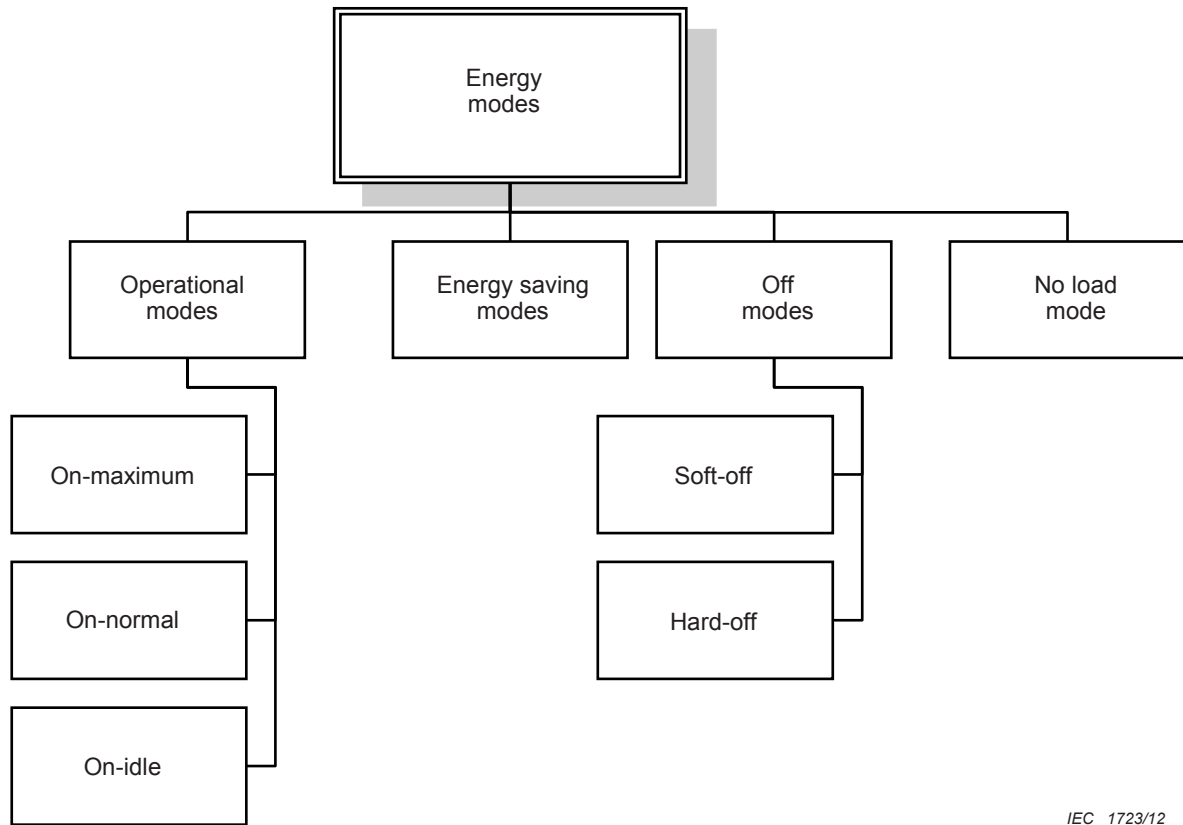 Energy
modes
Operational
modes
Energy saving
modes
Off
modes
No load
mode
On-maximum
Soft-off
On-normal
Hard-off
On-idle
IEC 1723/12